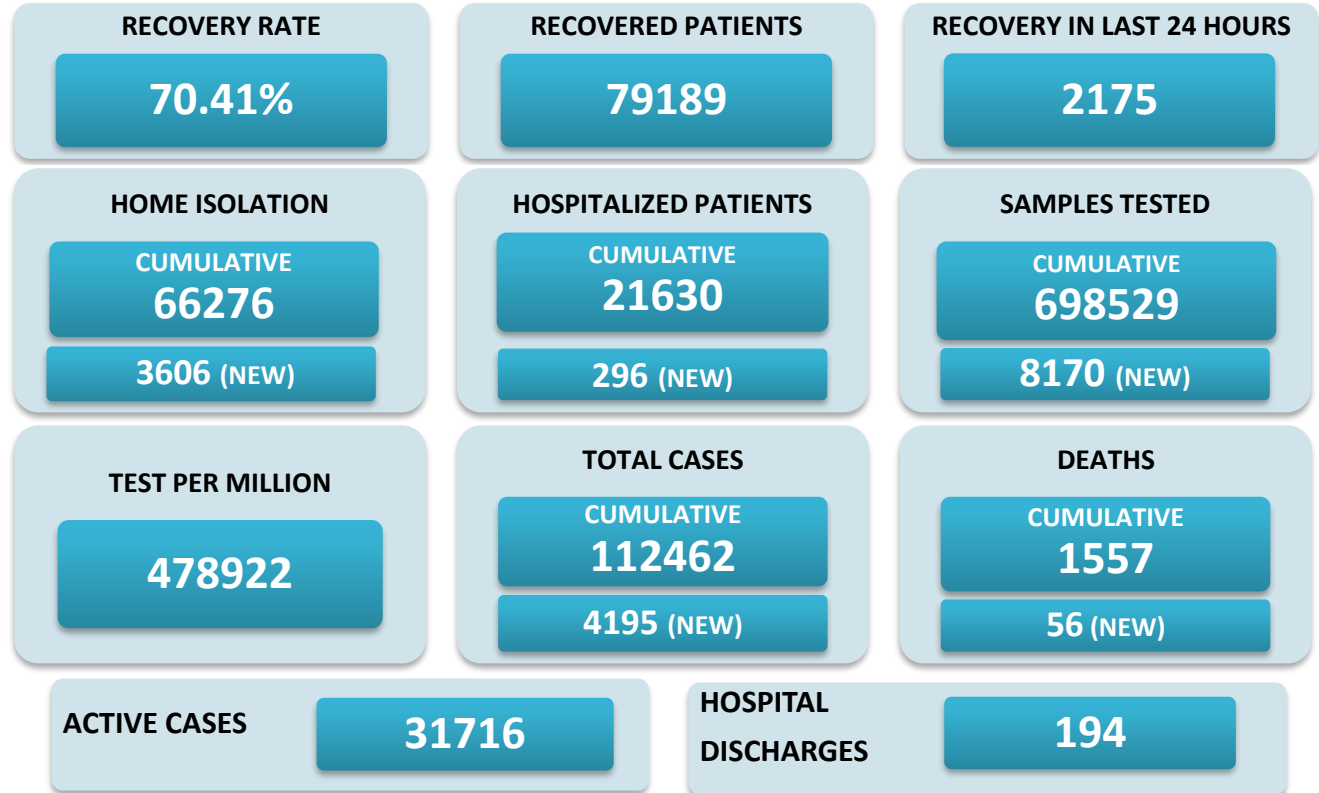 RECOVERY RATE
70.41%
RECOVERED PATIENTS
79189
RECOVERY IN LAST 24 HOURS
2175
HOME ISOLATION
CUMULATIVE
66276
3606 (NEW)
HOSPITALIZED PATIENTS
CUMULATIVE
21630
296 (NEW)
SAMPLES TESTED
CUMULATIVE
698529
8170 (NEW)
TEST PER MILLION
478922
TOTAL CASES
CUMULATIVE
112462
4195 (NEW)
DEATHS
CUMULATIVE
1557
56 (NEW)
ACTIVE CASES
31716
HOSPITAL
DISCHARGES
194